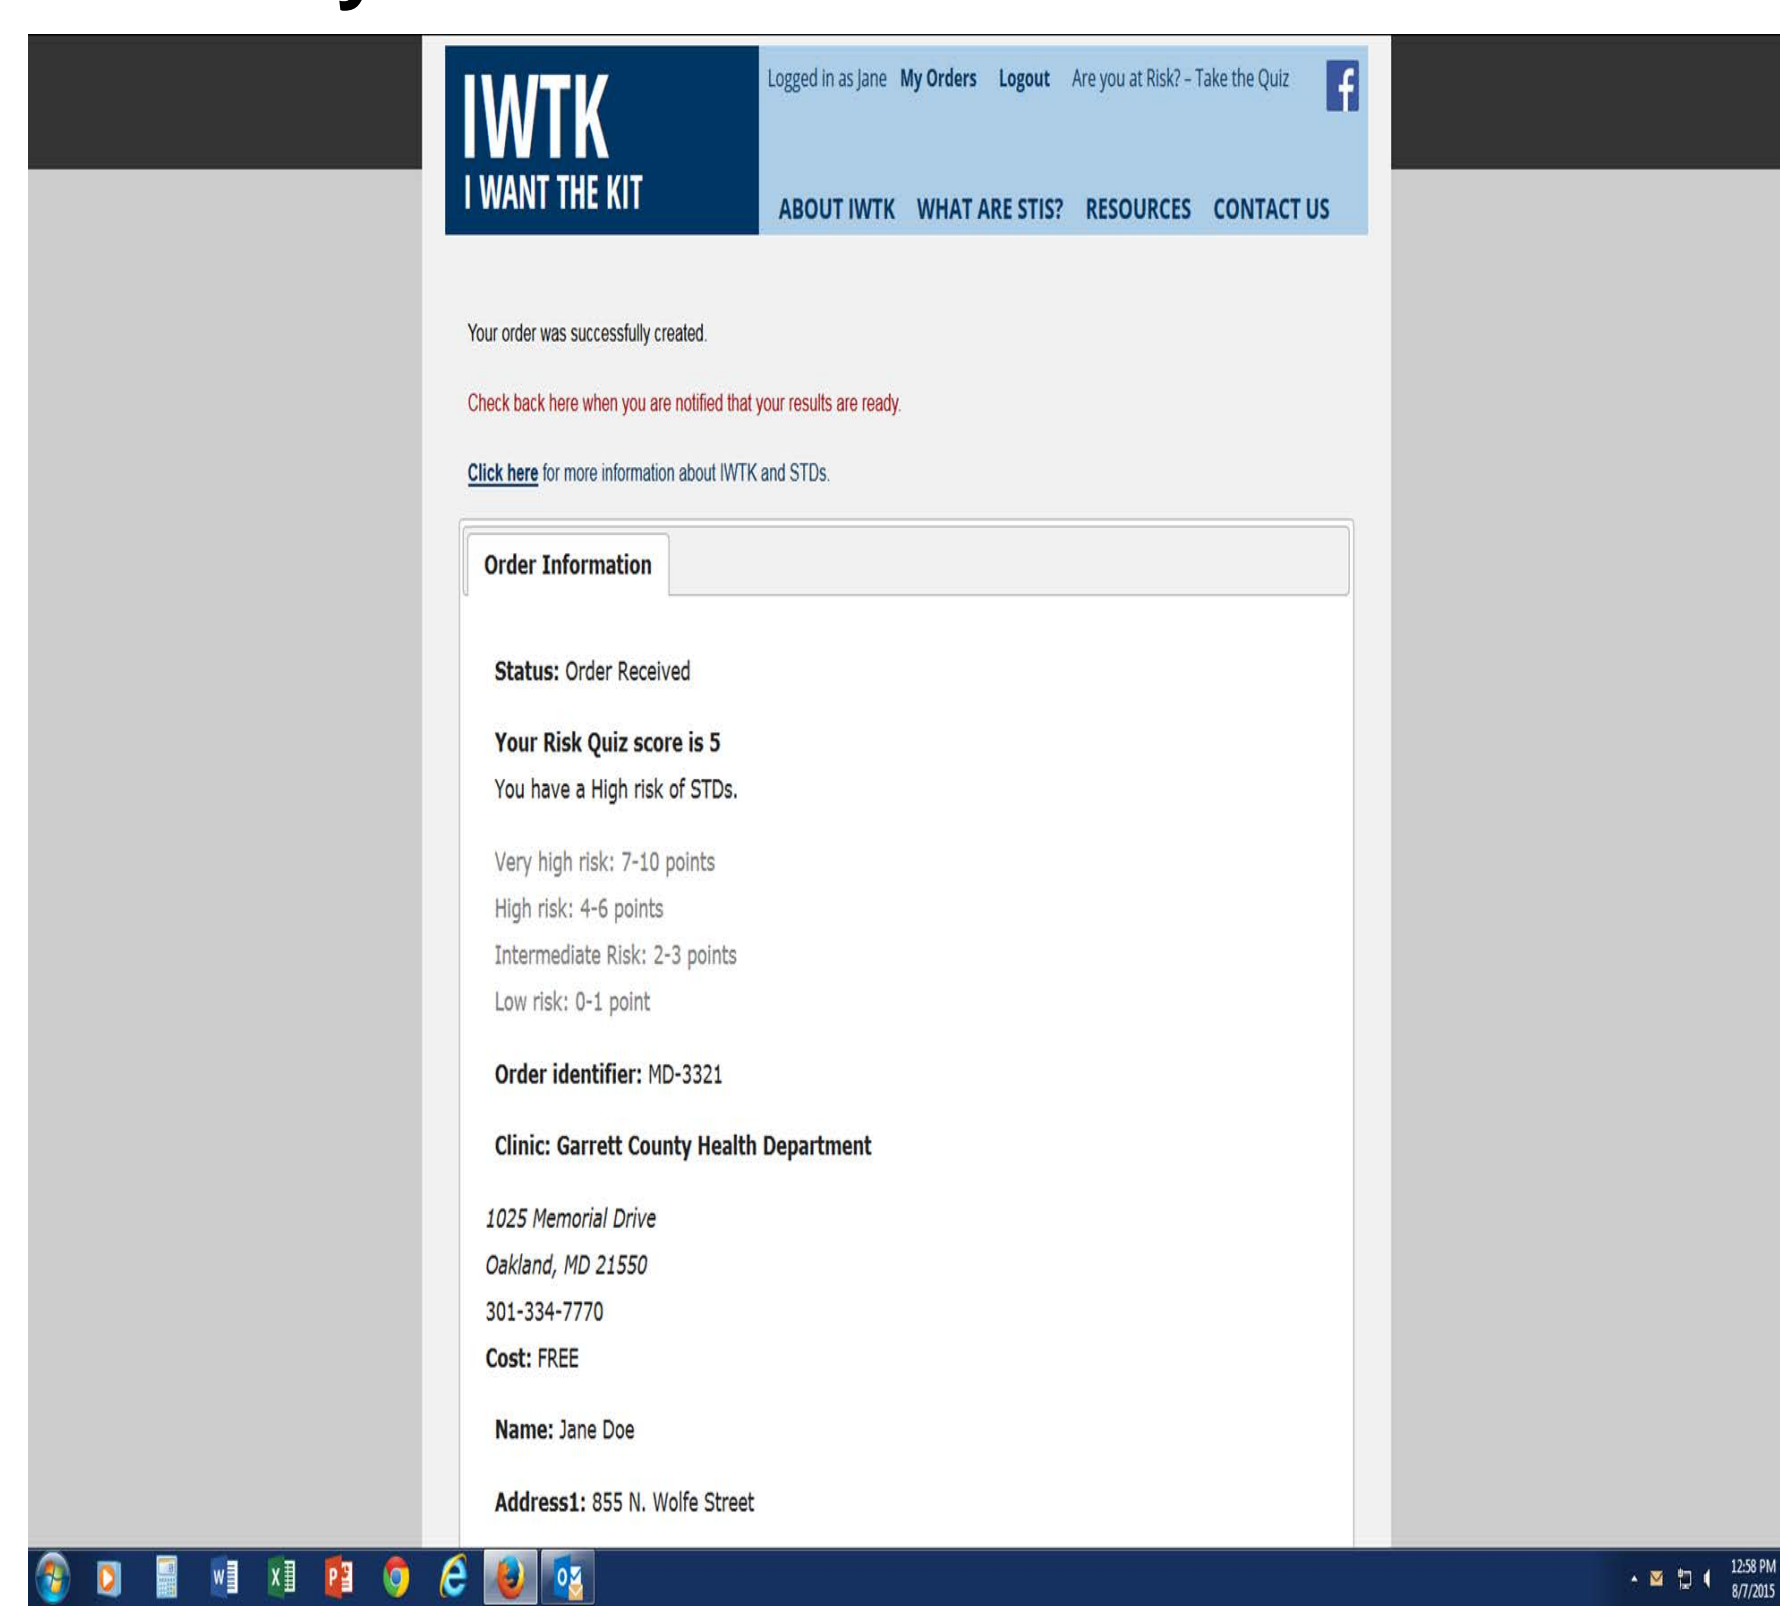 IWTK
I WANT THE KIT
Logged in as Jane My Orders Logout Are you at Risk? – Take the Quiz
ABOUT IWTK WHAT ARE STIS? RESOURCES CONTACT US
Your order was successfully created.
Check back here when you are notified that your results are ready.
Click here for more information about IWTK and STDs.
Order Information
Status: Order Received
Your Risk Quiz score is 5
You have a High risk of STDs.
Very high risk: 7-10 points
High risk: 4-6 points
Intermediate Risk: 2-3 points
Low risk: 0-1 point
Order identifier: MD-3321
Clinic: Garrett County Health Department
1025 Memorial Drive
Oakland, MD 21550
301-334-7770
Cost: FREE
Name: Jane Doe
Address1: 855 N. Wolfe Street
12:58 PM
8/7/2015